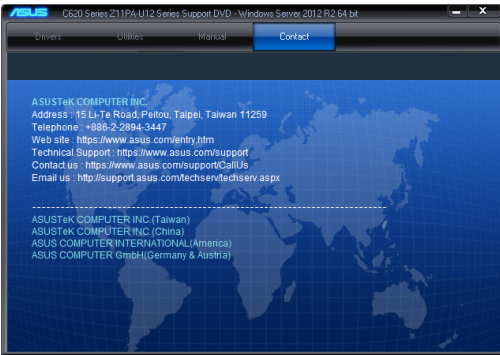 ASUS C620 Series Z11PA-U12 Series Support DVD - Windows Server 2012 R2 64 bit
Drivers Utilities Manual Contact
ASUSTeK COMPUTER INC.
Address : 15 Li-Te Road, Peitou, Taipei, Taiwan 11259
Telephone : +886-2-2894-3447
Web site : https://www.asus.com/entry.htm
Technical Support : https://www.asus.com/support
Contact us : https://www.asus.com/support/CallUs
Email us : http://support.asus.com/techserv/techserv.aspx
ASUSTeK COMPUTER INC.(Taiwan)
ASUSTeK COMPUTER INC.(China)
ASUS COMPUTER INTERNATIONAL(America)
ASUS COMPUTER GmbH(Germany & Austria)